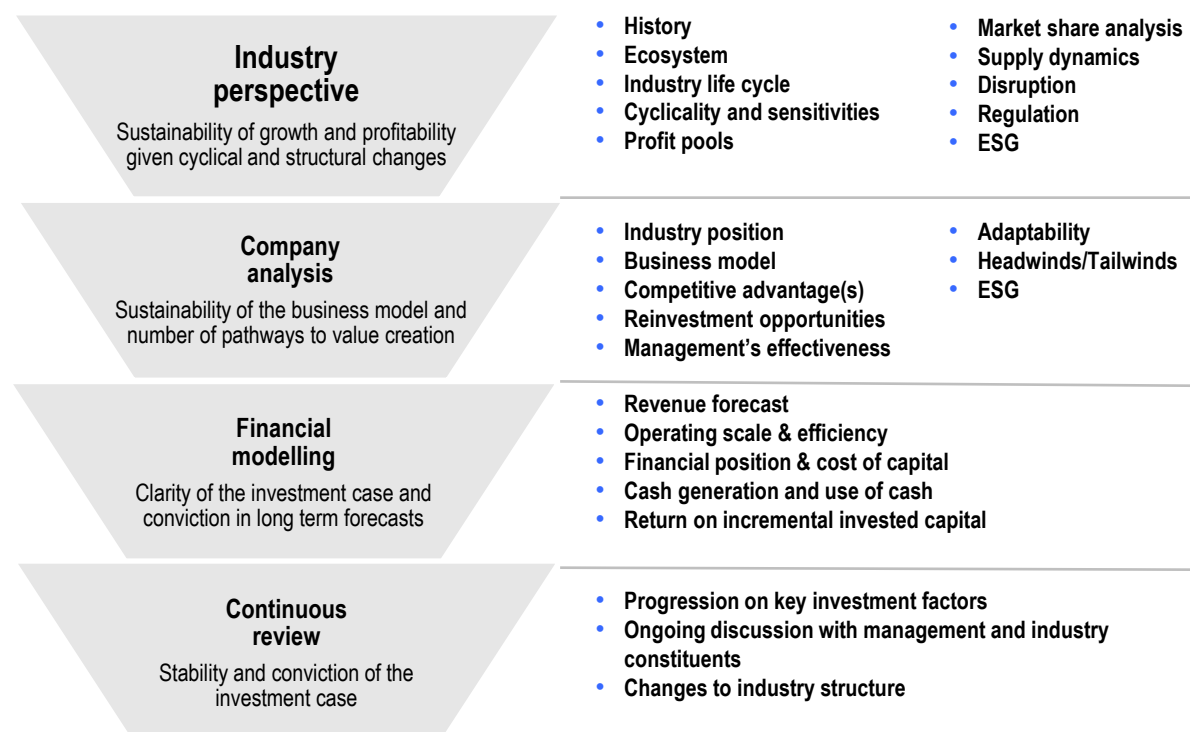 Industry
perspective
Sustainability of growth and profitability
given cyclical and structural changes
• History
• Ecosystem
• Industry life cycle
• Cyclicality and sensitivities
• Profit pools
• Market share analysis
• Supply dynamics
• Disruption
• Regulation
• ESG
Company
analysis
Sustainability of the business model and
number of pathways to value creation
• Industry position
• Business model
• Competitive advantage(s)
• Reinvestment opportunities
• Management’s effectiveness
• Adaptability
• Headwinds/Tailwinds
• ESG
Financial
modelling
Clarity of the investment case and
conviction in long term forecasts
• Revenue forecast
• Operating scale & efficiency
• Financial position & cost of capital
• Cash generation and use of cash
• Return on incremental invested capital
Continuous
review
Stability and conviction of the
investment case
• Progression on key investment factors
• Ongoing discussion with management and industry
constituents
• Changes to industry structure